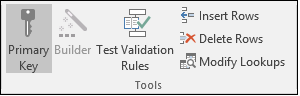 Primary
Key
Builder
Test Validation
Rules
Insert Rows
Delete Rows
Modify Lookups
Tools